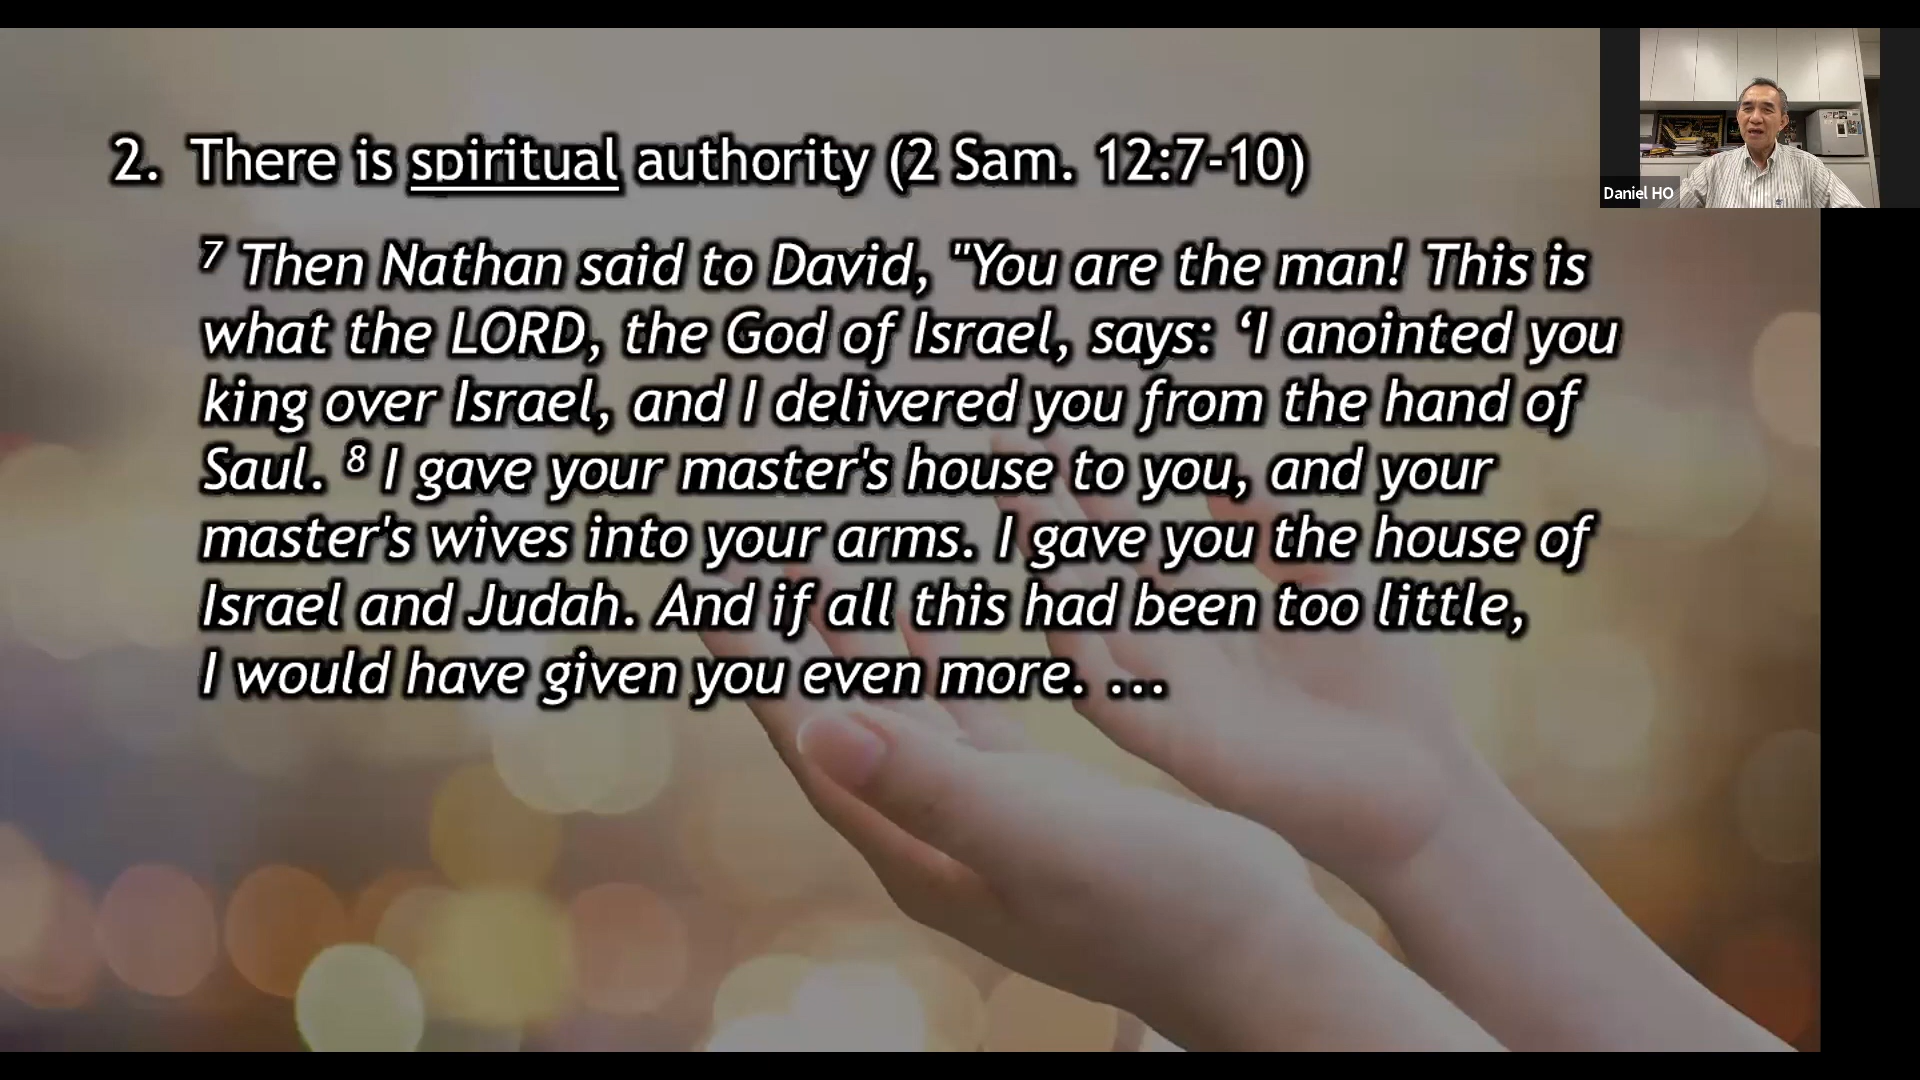 2. There is spiritual authority (2 Sam. 12:7-10)
7 Then Nathan said to David, "You are the man! This is
what the LORD, the God of Israel, says: ‘I anointed you
king over Israel, and I delivered you from the hand of
Saul. 8 I gave your master's house to you, and your
master's wives into your arms. I gave you the house of
Israel and Judah. And if all this had been too little,
I would have given you even more. ...
Daniel HO